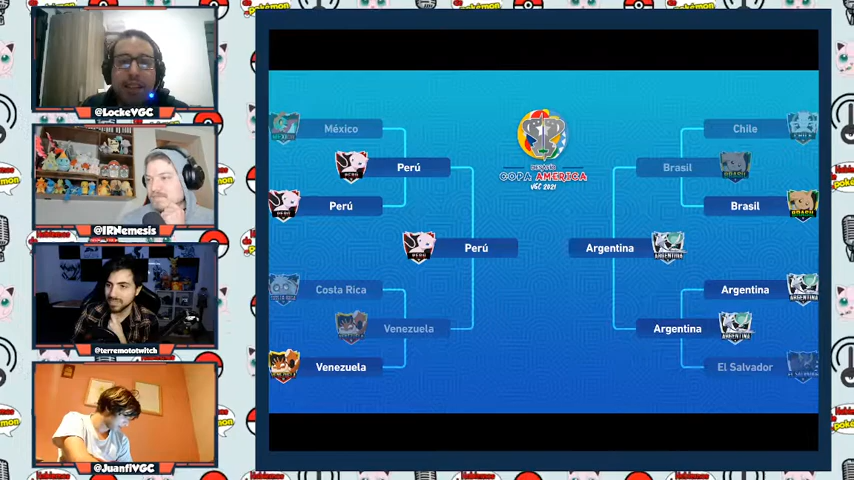 @LockeVGC
@IRNemesis
@terremototwitch
@JuanfiVGC
COPA AMERICA
VGC 2021
México
Perú
Perú
Perú
Costa Rica
Venezuela
Venezuela
Chile
Brasil
Brasil
Argentina
Argentina
Argentina
El Salvador